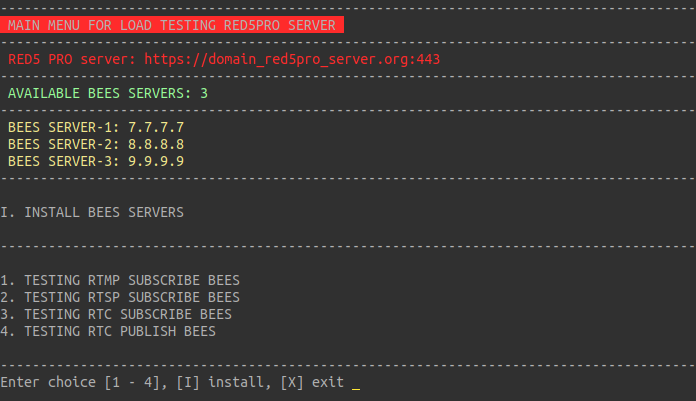 ---------------------------------------------------------------------------------------
MAIN MENU FOR LOAD TESTING RED5PRO SERVER
---------------------------------------------------------------------------------------
RED5 PRO server: https://domain_red5pro_server.org:443
---------------------------------------------------------------------------------------
AVAILABLE BEES SERVERS: 3
---------------------------------------------------------------------------------------
BEES SERVER-1: 7.7.7.7
BEES SERVER-2: 8.8.8.8
BEES SERVER-3: 9.9.9.9
---------------------------------------------------------------------------------------
I. INSTALL BEES SERVERS
---------------------------------------------------------------------------------------
1. TESTING RTMP SUBSCRIBE BEES
2. TESTING RTSP SUBSCRIBE BEES
3. TESTING RTC SUBSCRIBE BEES
4. TESTING RTC PUBLISH BEES
---------------------------------------------------------------------------------------
Enter choice [1 - 4], [I] install, [X] exit _